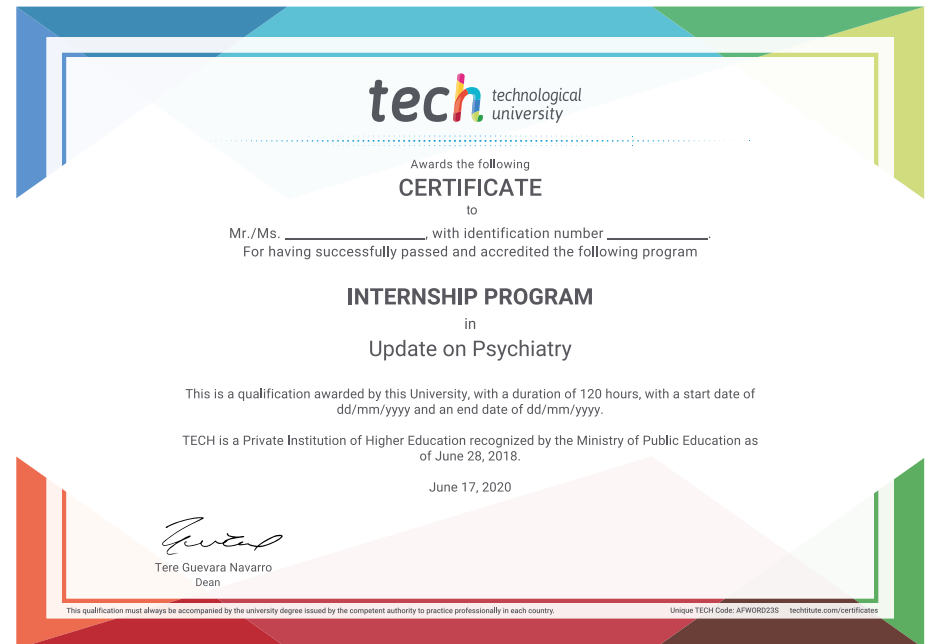 tech technological
university
Awards the following
CERTIFICATE
to
Mr./Ms. ____________________, with identification number ______________.
For having successfully passed and accredited the following program
INTERNSHIP PROGRAM
in
Update on Psychiatry
This is a qualification awarded by this University, with a duration of 120 hours, with a start date of
dd/mm/yyyy and an end date of dd/mm/yyyy.
TECH is a Private Institution of Higher Education recognized by the Ministry of Public Education as
of June 28, 2018.
June 17, 2020
Tere Guevara Navarro
Dean
This qualification must always be accompanied by the university degree issued by the competent authority to practice professionally in each country.
Unique TECH Code: AFWORD23S techtitute.com/certificates